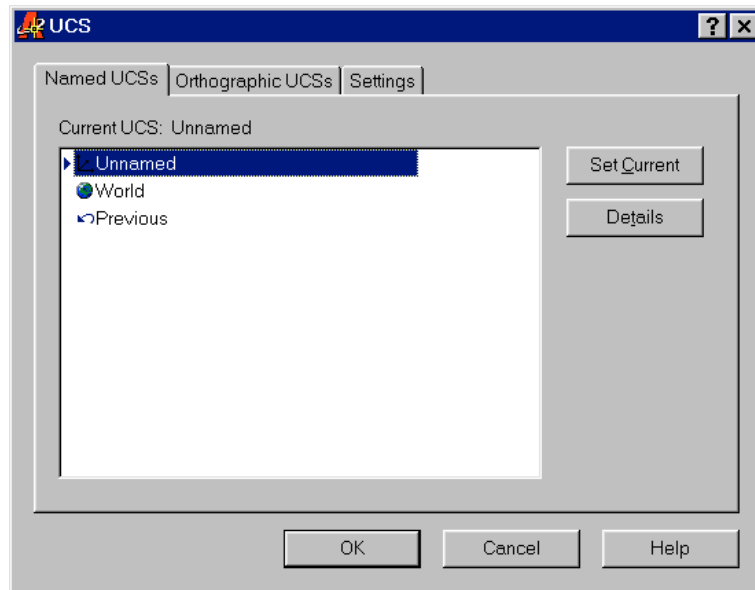 UCS
Named UCSs Orthographic UCSs Settings
Current UCS: Unnamed
Unnamed
World
Previous
Set Current
Details
OK Cancel Help